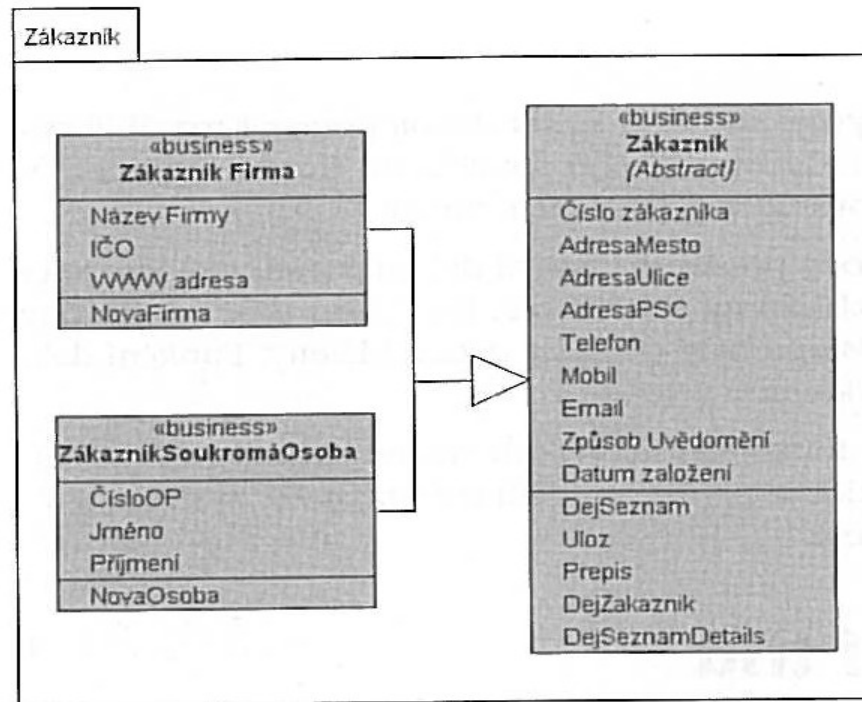 Zákazník
«business»
Zákazník Firma
Název Firmy
IČO
WWW adresa
NovaFirma
«business»
ZákazníkSoukromáOsoba
ČísloOP
Jméno
Příjmení
NovaOsoba
«business»
Zákazník
{Abstract}
Číslo zákazníka
AdresaMesto
AdresaUlice
AdresaPSC
Telefon
Mobil
Email
Způsob Uvědomění
Datum založení
DejSeznam
Uloz
Prepis
DejZakaznik
DejSeznamDetails